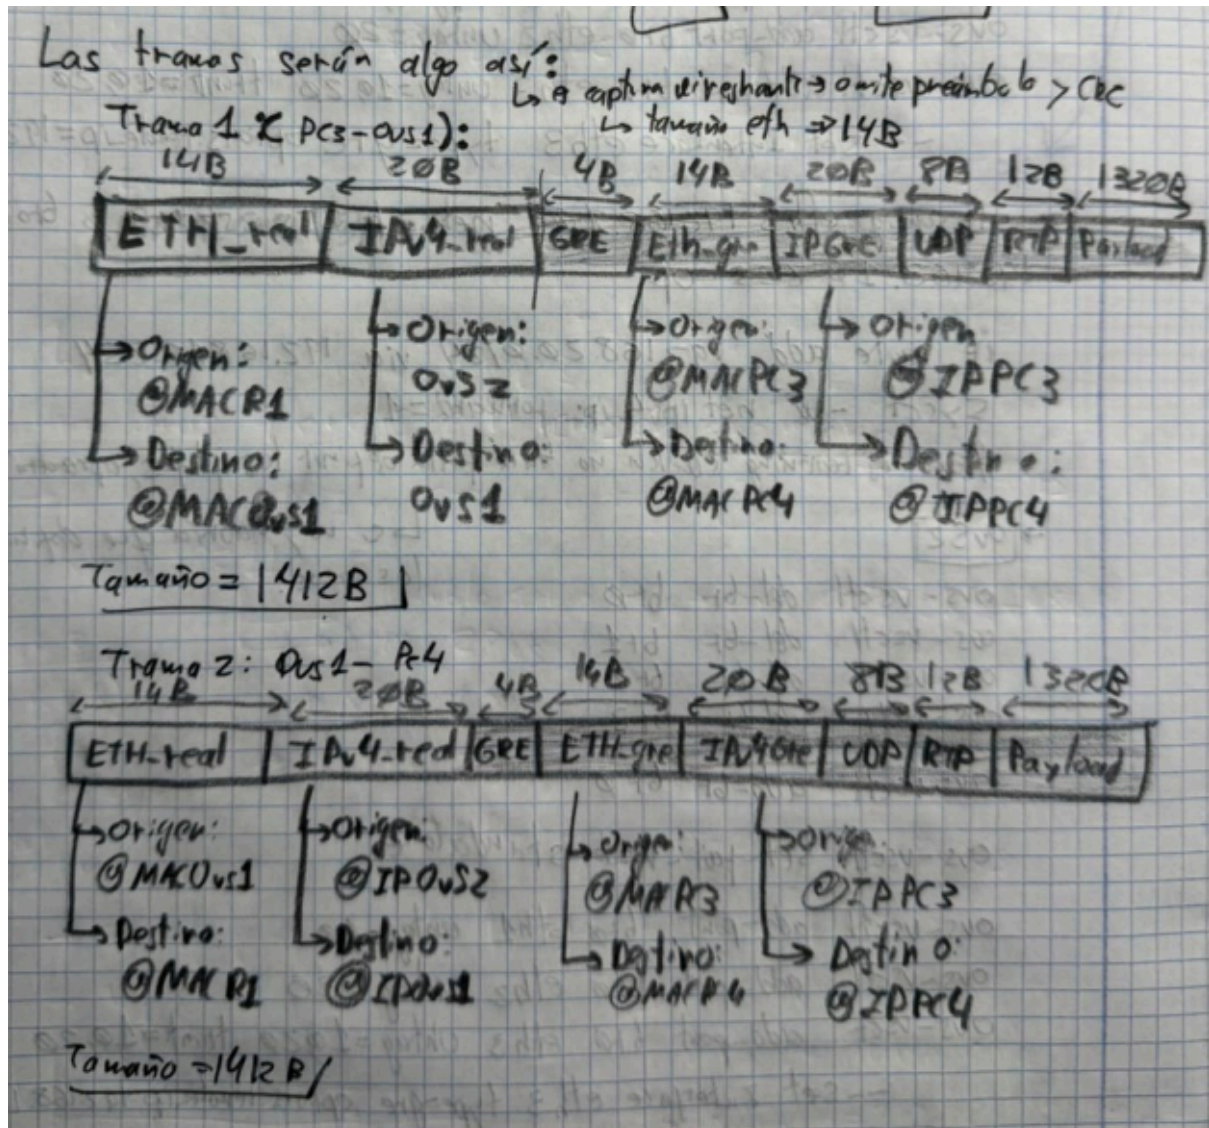 Las tramas serán algo así:
↳ captura wireshark → omite preámbulo > CRC
↳ tamaño eth ⇒ 14B
Trama 1 (PC3-OVS1):
14B 20B 4B 14B 20B 8B 12B 1320B
ETH_real IPv4_real GRE Eth_gre IPGRE UDP RTP Payload
Origen: Origen: Origen: Origen
@MACR1 OVS2 @MACPC3 @IPPC3
Destino: Destino: Destino: Destino:
@MACOvS1 OVS1 @MACPC4 @IPPC4
Tamaño = 1412B
Trama 2: OVS1 - PC4
14B 20B 4B 14B 20B 8B 12B 1320B
ETH_real IPv4_real GRE ETH_gre IPv4Gre UDP RTP Payload
Origen: Origen: Origen: Origen
@MACOvS1 @IPOvS2 @MACPC3 @IPPC3
Destino: Destino: Destino: Destino:
@MACR1 @IPOvS1 @MACPC4 @IPPC4
Tamaño = 1412B